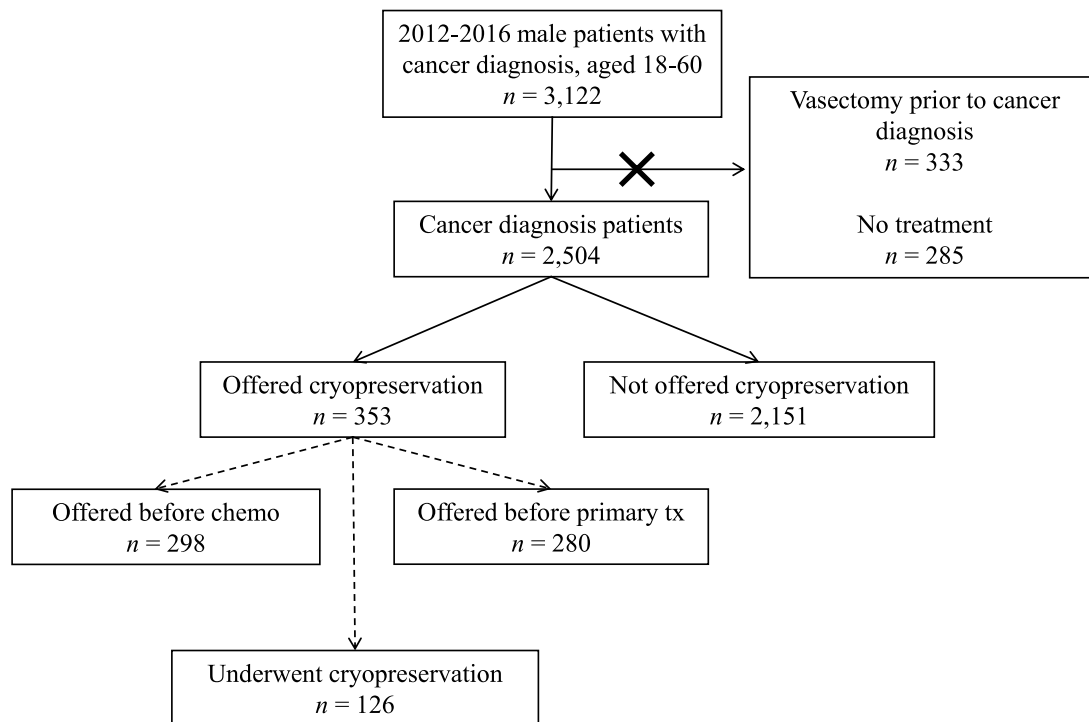 2012-2016 male patients with
cancer diagnosis, aged 18-60
n = 3,122
Vasectomy prior to cancer
diagnosis
n = 333
No treatment
n = 285
Cancer diagnosis patients
n = 2,504
Offered cryopreservation
n = 353
Not offered cryopreservation
n = 2,151
Offered before chemo
n = 298
Offered before primary tx
n = 280
Underwent cryopreservation
n = 126